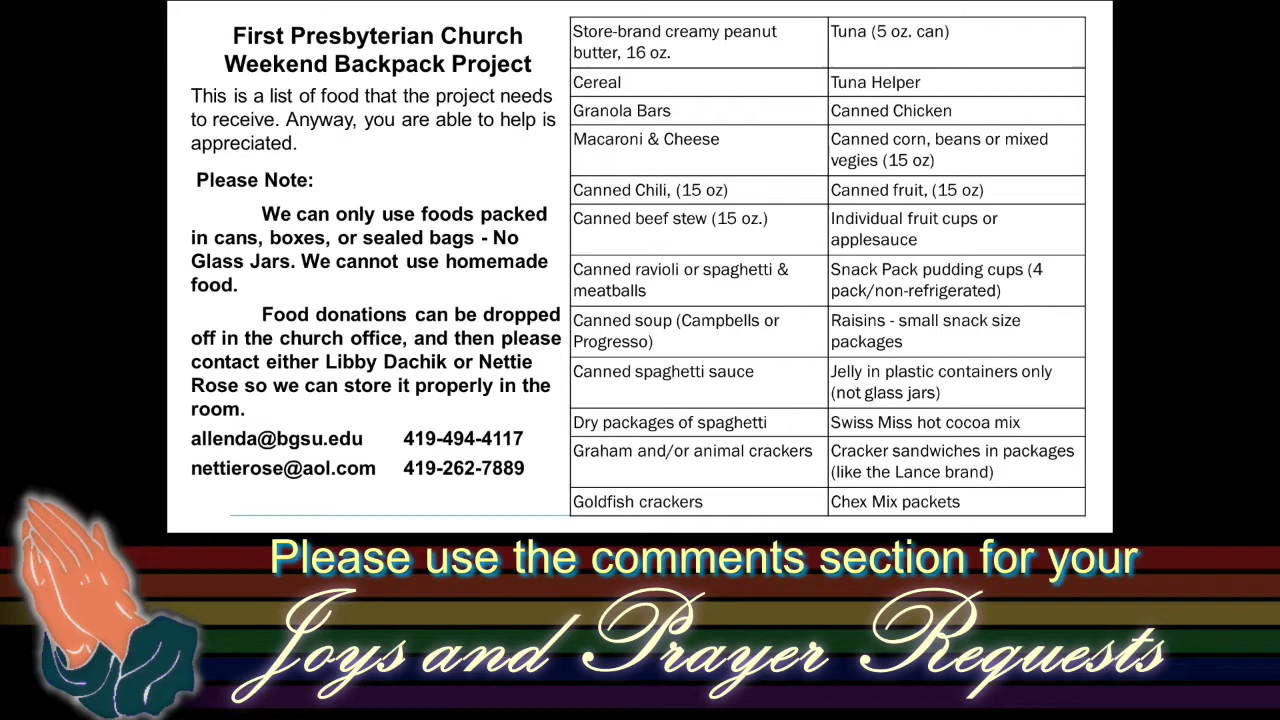 First Presbyterian Church
Weekend Backpack Project
This is a list of food that the project needs
to receive. Anyway, you are able to help is
appreciated.
Please Note:
We can only use foods packed
in cans, boxes, or sealed bags - No
Glass Jars. We cannot use homemade
food.
Food donations can be dropped
off in the church office, and then please
contact either Libby Dachik or Nettie
Rose so we can store it properly in the
room.
allenda@bgsu.edu 419-494-4117
nettierose@aol.com 419-262-7889
Store-brand creamy peanut
butter, 16 oz.
Tuna (5 oz. can)
Cereal
Tuna Helper
Granola Bars
Canned Chicken
Macaroni & Cheese
Canned corn, beans or mixed
vegies (15 oz)
Canned Chili, (15 oz)
Canned fruit, (15 oz)
Canned beef stew (15 oz.)
Individual fruit cups or
applesauce
Canned ravioli or spaghetti &
meatballs
Snack Pack pudding cups (4
pack/non-refrigerated)
Canned soup (Campbells or
Progresso)
Raisins - small snack size
packages
Canned spaghetti sauce
Jelly in plastic containers only
(not glass jars)
Dry packages of spaghetti
Swiss Miss hot cocoa mix
Graham and/or animal crackers
Cracker sandwiches in packages
(like the Lance brand)
Goldfish crackers
Chex Mix packets
Please use the comments section for your
Joys and Prayer Requests